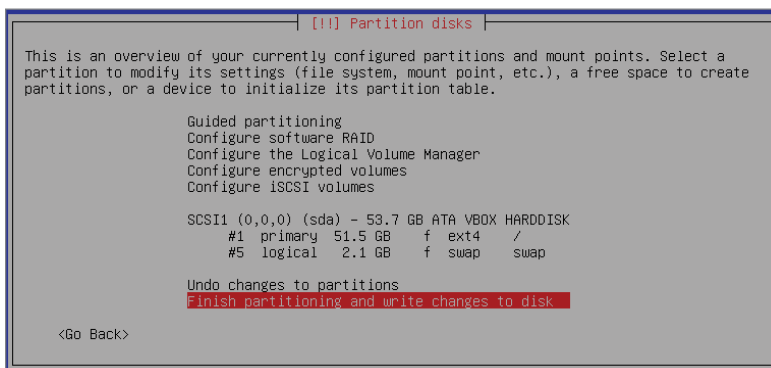 [!!] Partition disks
This is an overview of your currently configured partitions and mount points. Select a
partition to modify its settings (file system, mount point, etc.), a free space to create
partitions, or a device to initialize its partition table.
Guided partitioning
Configure software RAID
Configure the Logical Volume Manager
Configure encrypted volumes
Configure iSCSI volumes
SCSI1 (0,0,0) (sda) - 53.7 GB ATA VBOX HARDDISK
#1 primary 51.5 GB f ext4 /
#5 logical 2.1 GB f swap swap
Undo changes to partitions
Finish partitioning and write changes to disk
<Go Back>